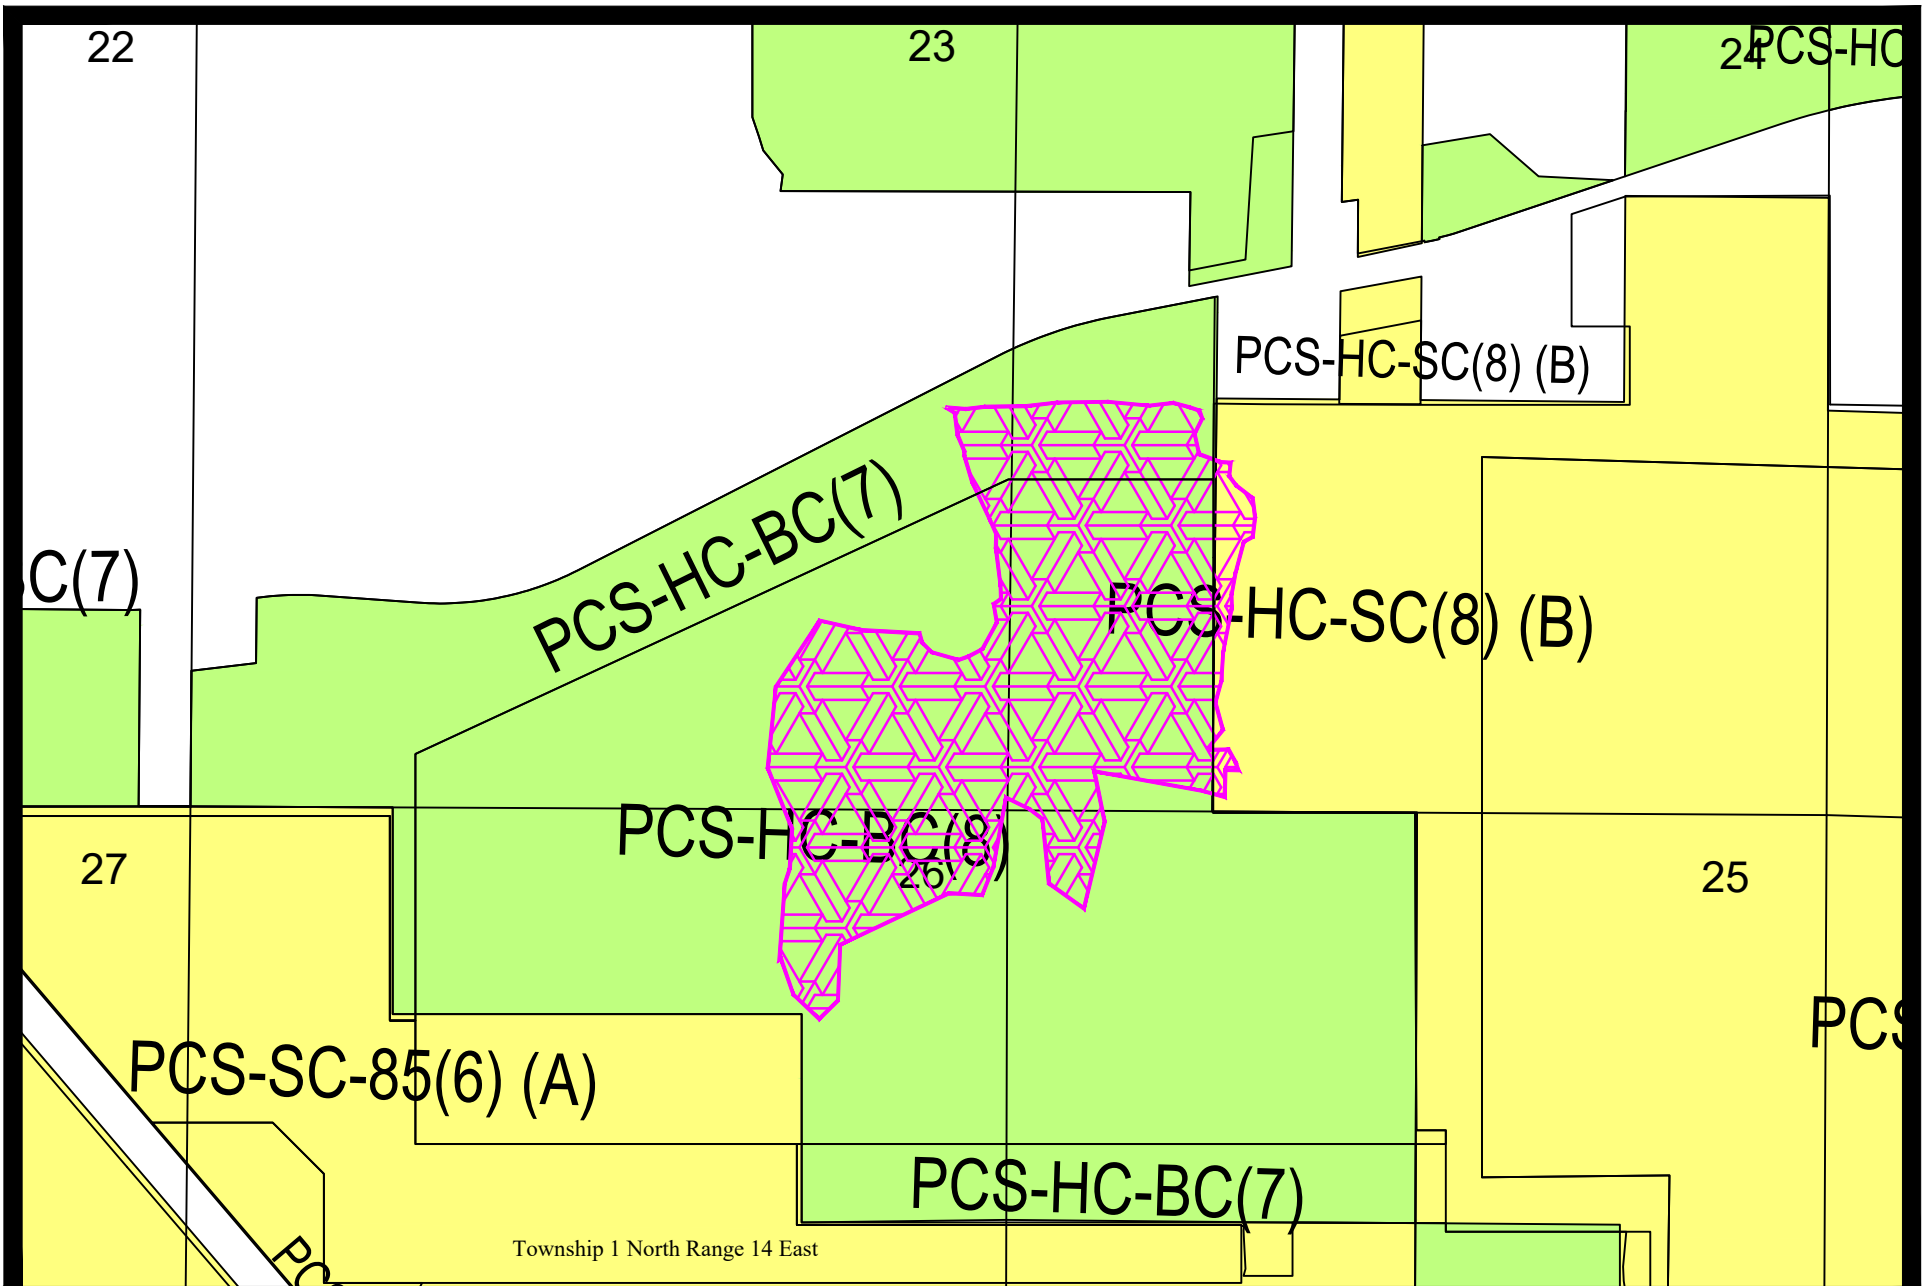 22
23
24
PCS-HC
PCS-HC-SC(8) (B)
PCS-HC-BC(7)
C(7)
PCS-HC-SC(8) (B)
PCS-HC-BC(8)
26
27
25
PCS
PCS-SC-85(6) (A)
PCS-HC-BC(7)
Township 1 North Range 14 East
PC